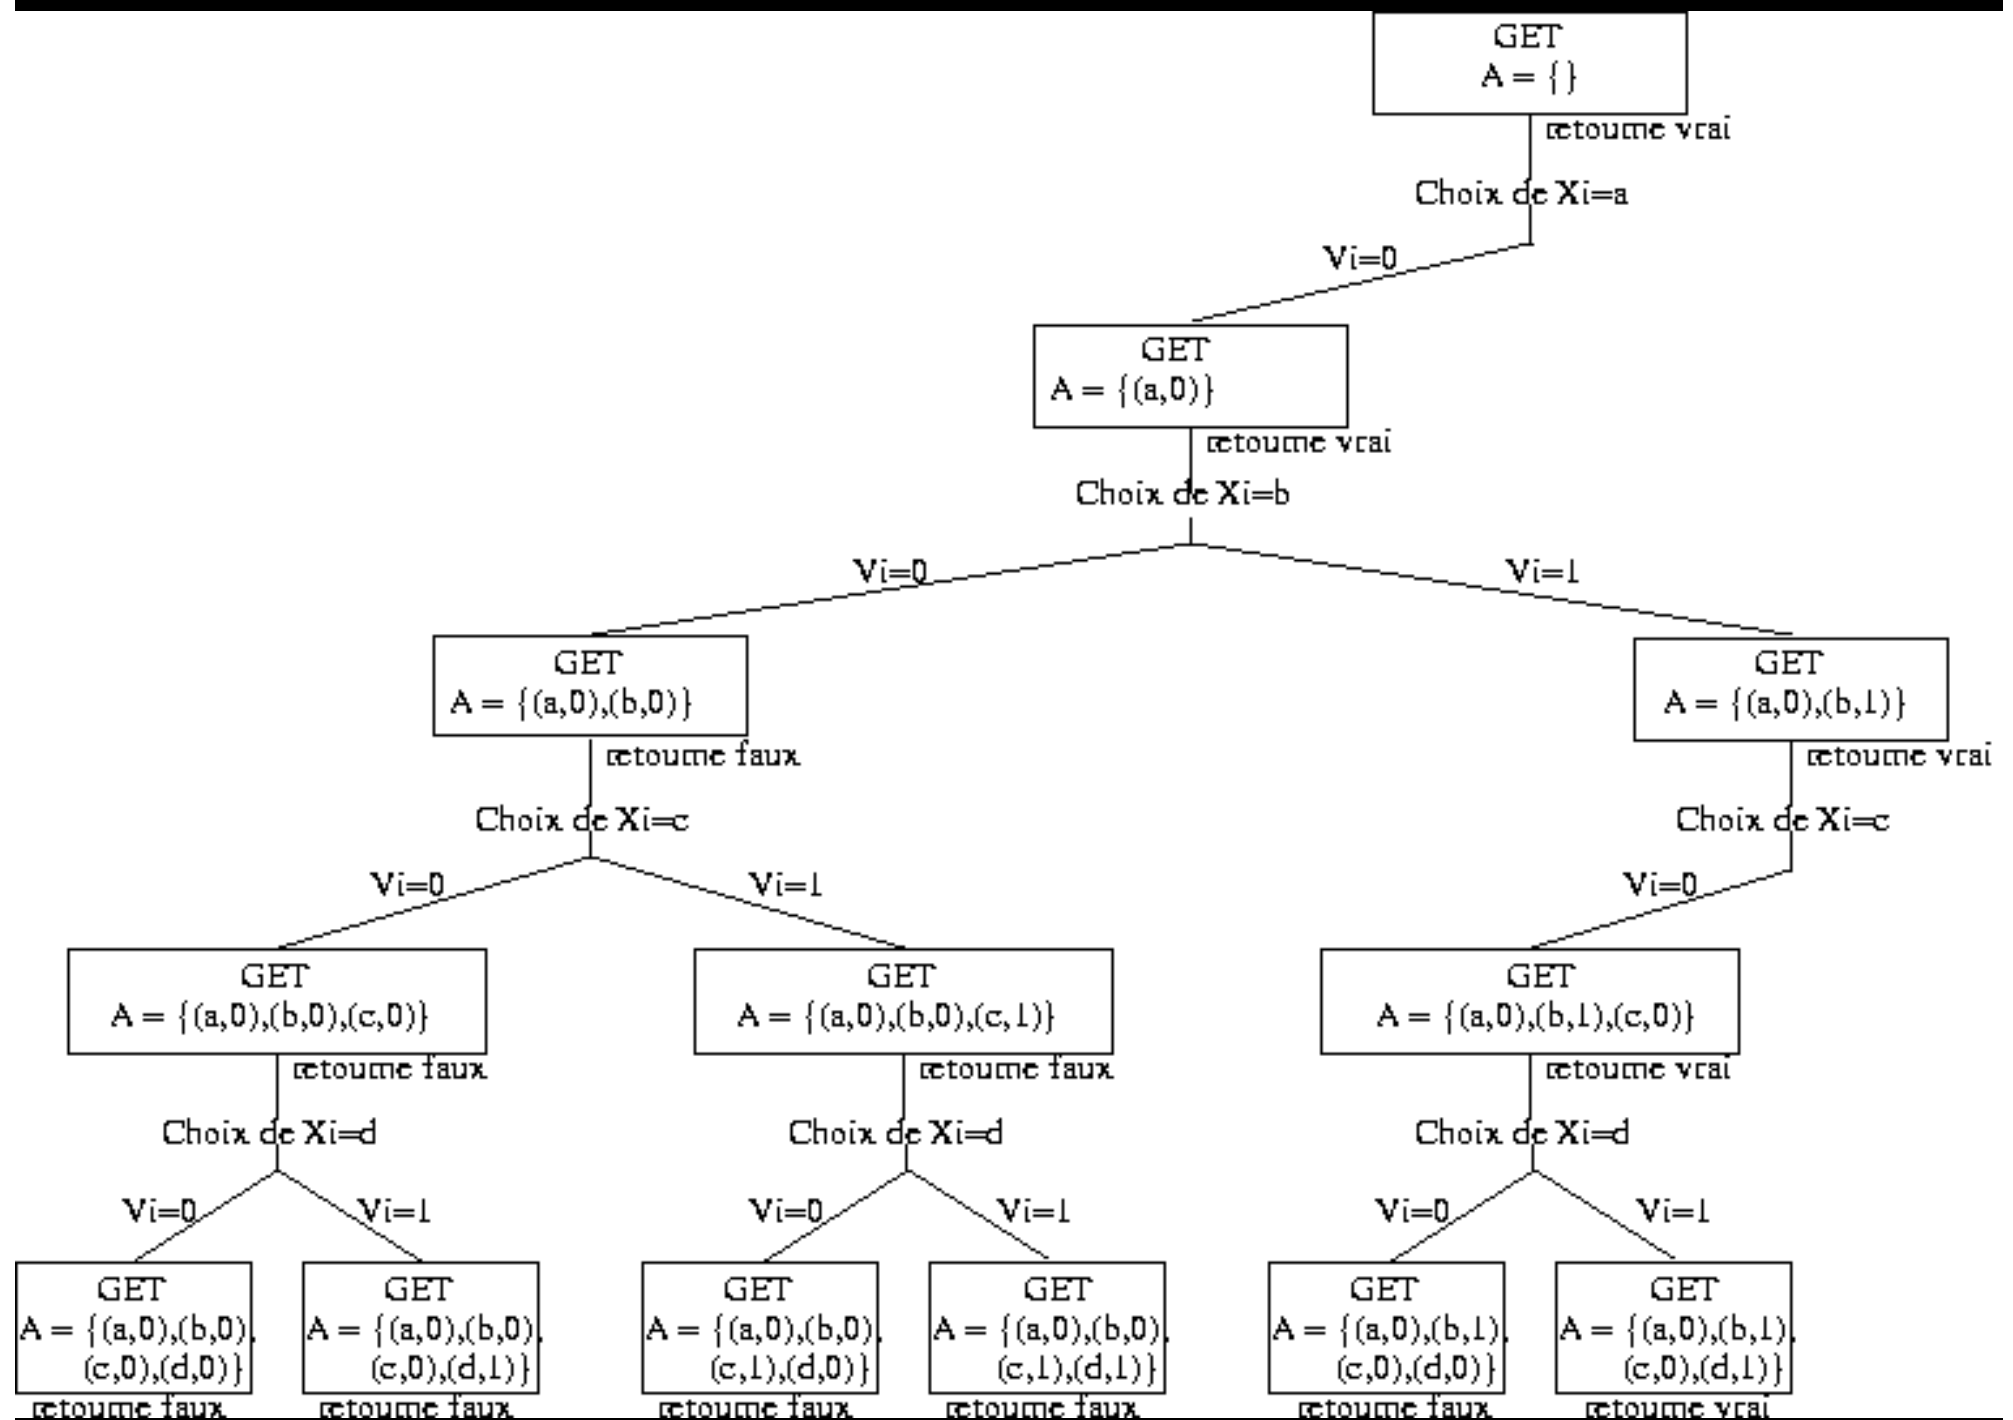 GET
A = {}
retourne vrai
Choix de Xi=a
Vi=0
GET
A = {(a,0)}
retourne vrai
Choix de Xi=b
Vi=0
Vi=1
GET
A = {(a,0),(b,0)}
retourne faux
GET
A = {(a,0),(b,1)}
retourne vrai
Choix de Xi=c
Choix de Xi=c
Vi=0
Vi=1
Vi=0
GET
A = {(a,0),(b,0),(c,0)}
retourne faux
GET
A = {(a,0),(b,0),(c,1)}
retourne faux
GET
A = {(a,0),(b,1),(c,0)}
retourne vrai
Choix de Xi=d
Choix de Xi=d
Choix de Xi=d
Vi=0
Vi=1
Vi=0
Vi=1
Vi=0
Vi=1
GET
A = {(a,0),(b,0),
(c,0),(d,0)}
retourne faux
GET
A = {(a,0),(b,0),
(c,0),(d,1)}
retourne faux
GET
A = {(a,0),(b,0),
(c,1),(d,0)}
retourne faux
GET
A = {(a,0),(b,0),
(c,1),(d,1)}
retourne faux
GET
A = {(a,0),(b,1),
(c,0),(d,0)}
retourne faux
GET
A = {(a,0),(b,1),
(c,0),(d,1)}
retourne vrai